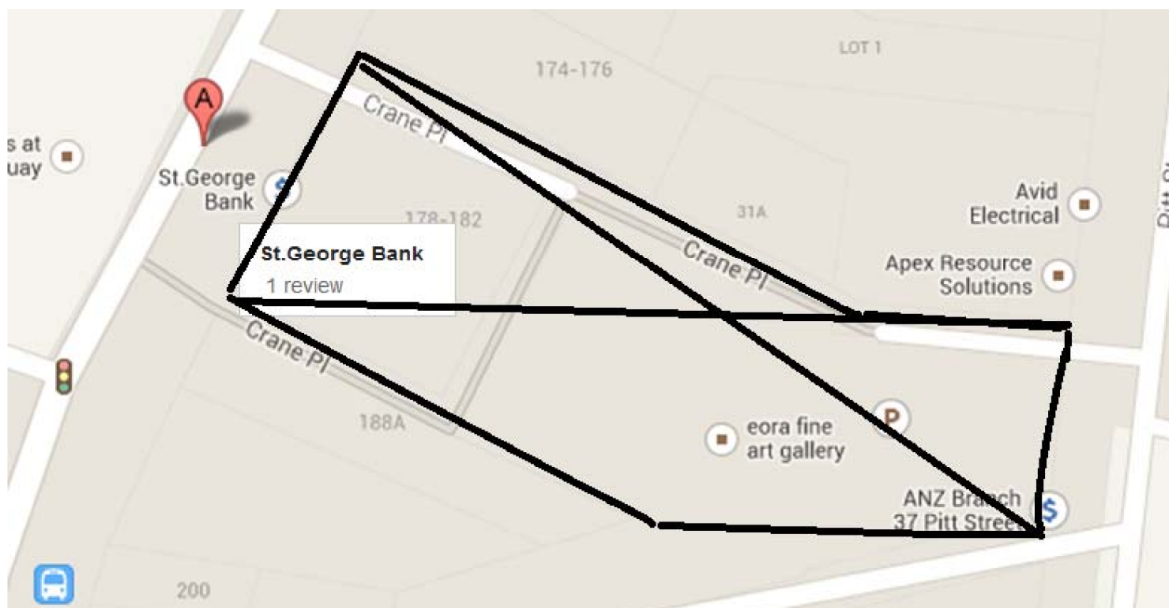 LOT 1
174-176
Crane Pl
A
s at
uay
St.George
Bank
$
178-182
31A
Avid
Electrical
St.George Bank
1 review
Crane Pl
Apex Resource
Solutions
Crane Pl
188A
eora fine
art gallery
P
ANZ Branch
37 Pitt Street
$
200